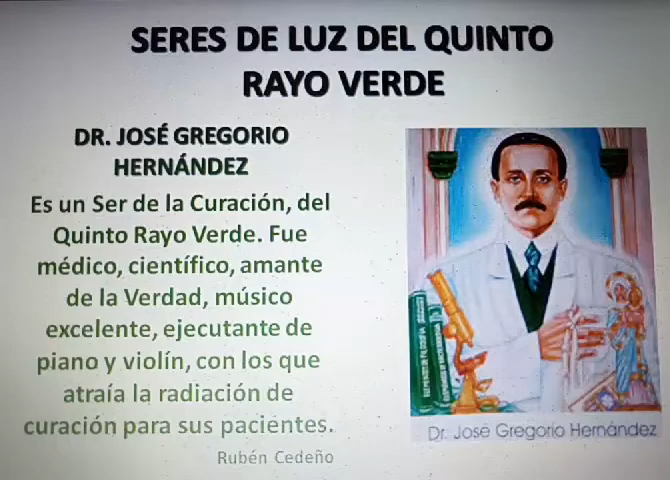 SERES DE LUZ DEL QUINTO
RAYO VERDE
DR. JOSÉ GREGORIO
HERNÁNDEZ
Es un Ser de la Curación, del
Quinto Rayo Verde. Fue
médico, científico, amante
de la Verdad, músico
excelente, ejecutante de
piano y violín, con los que
atraía la radiación de
curación para sus pacientes.
Rubén Cedeño
Dr. José Gregorio Hernández